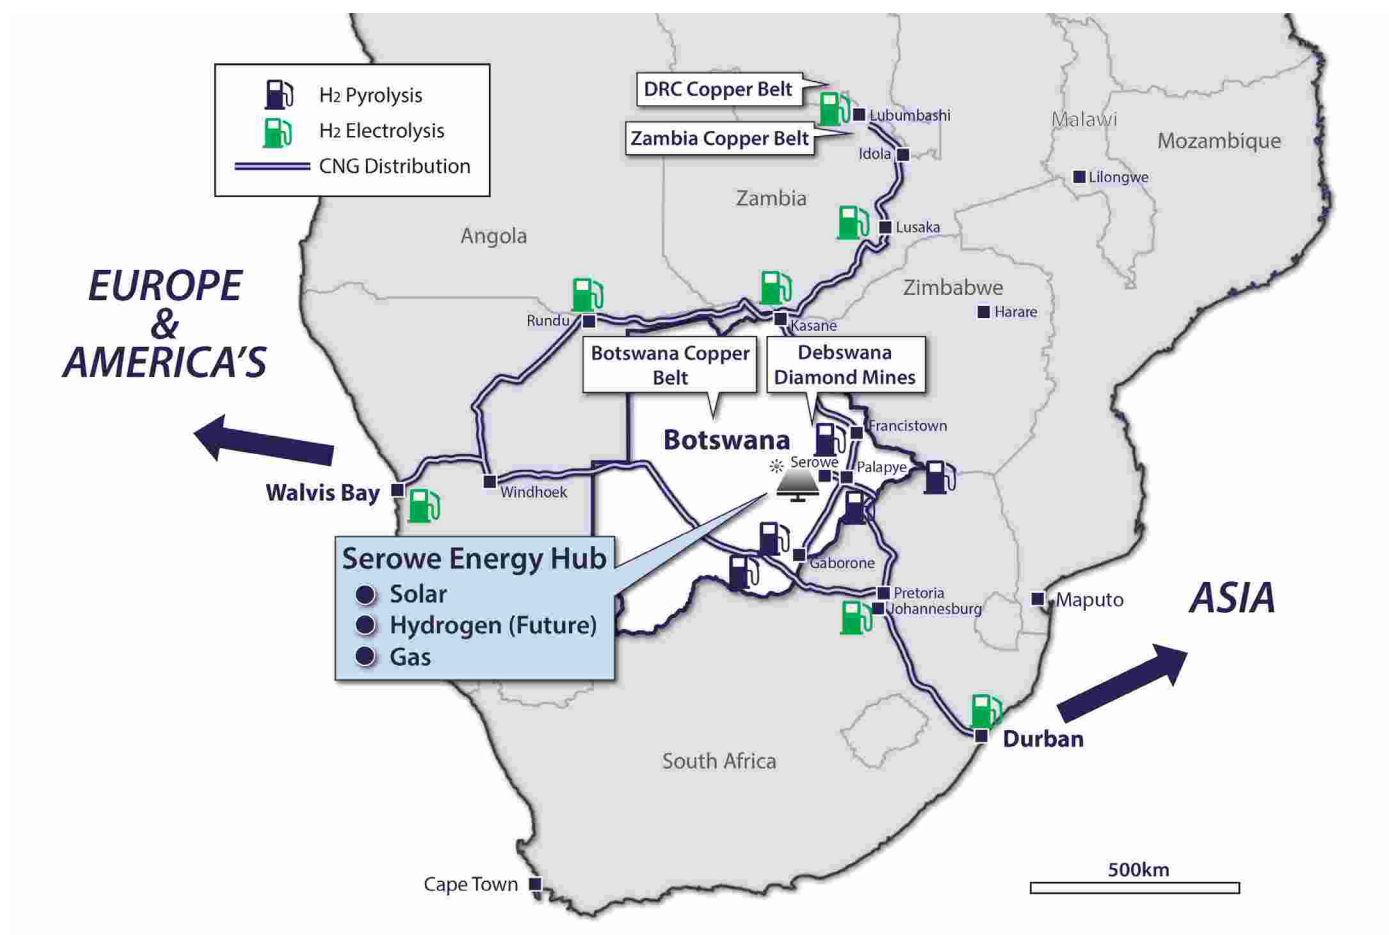 H2 Pyrolysis
H2 Electrolysis
CNG Distribution
DRC Copper Belt
Zambia Copper Belt
Lubumbashi
Idola
Malawi
Mozambique
Lilongwe
Zambia
Angola
Lusaka
EUROPE
&
AMERICA'S
Zimbabwe
Harare
Rundu
Kasane
Botswana Copper
Belt
Debswana
Diamond Mines
Francistown
Botswana
Serowe
Palapye
Walvis Bay
Windhoek
Serowe Energy Hub
Solar
Hydrogen (Future)
Gas
Gaborone
Pretoria
Johannesburg
Maputo
ASIA
Durban
South Africa
Cape Town
500km